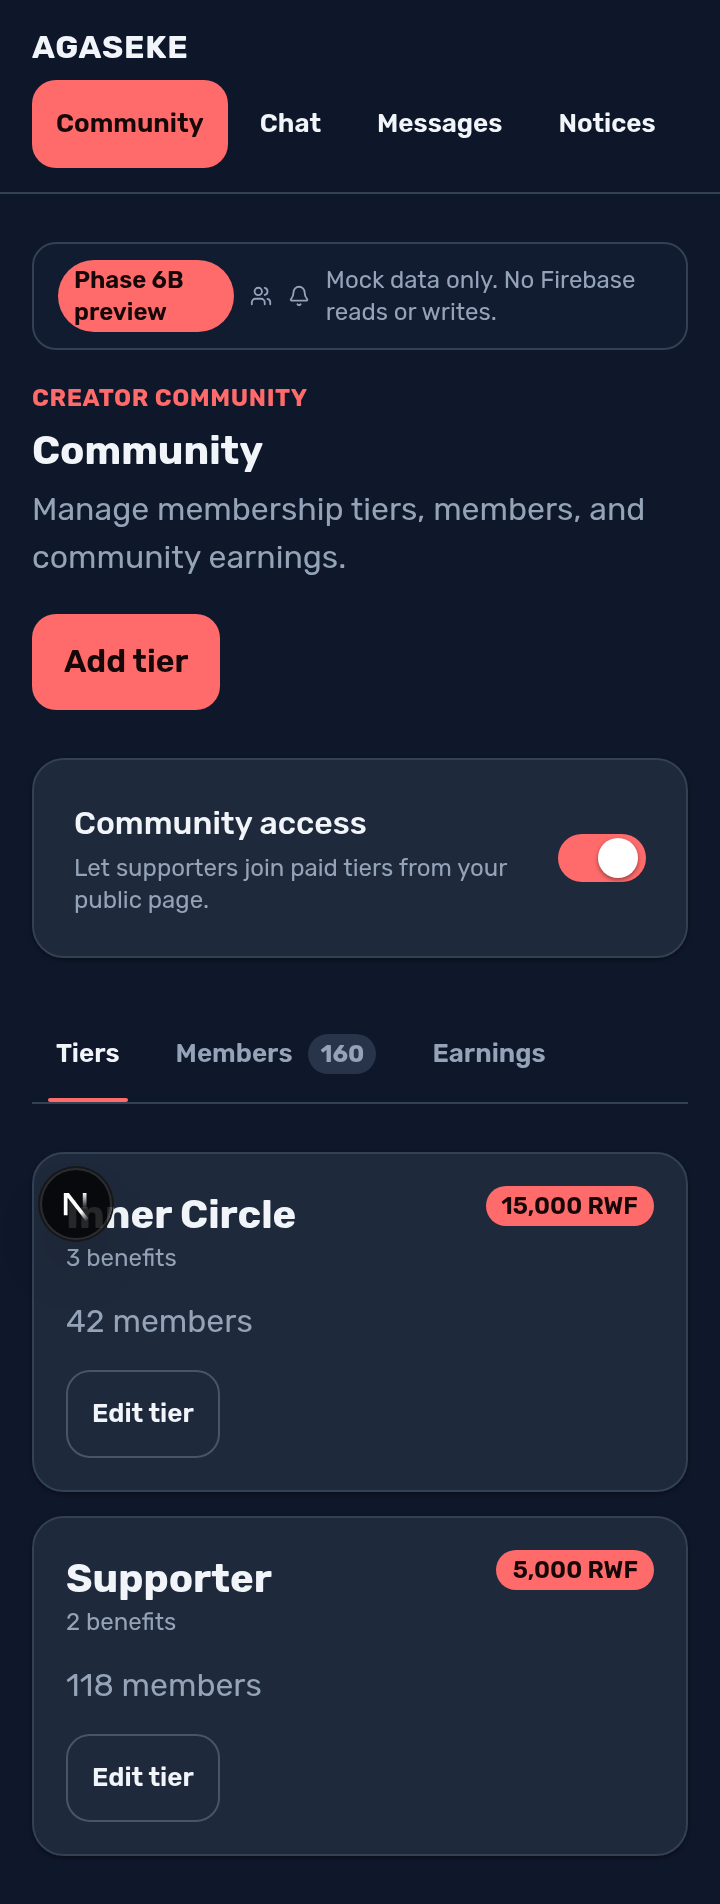 AGASEKE
Community Chat Messages Notices
Phase 6B
preview
Mock data only. No Firebase
reads or writes.
CREATOR COMMUNITY
Community
Manage membership tiers, members, and
community earnings.
Add tier
Community access
Let supporters join paid tiers from your
public page.
Tiers Members 160 Earnings
N
Inner Circle 15,000 RWF
3 benefits
42 members
Edit tier
Supporter 5,000 RWF
2 benefits
118 members
Edit tier